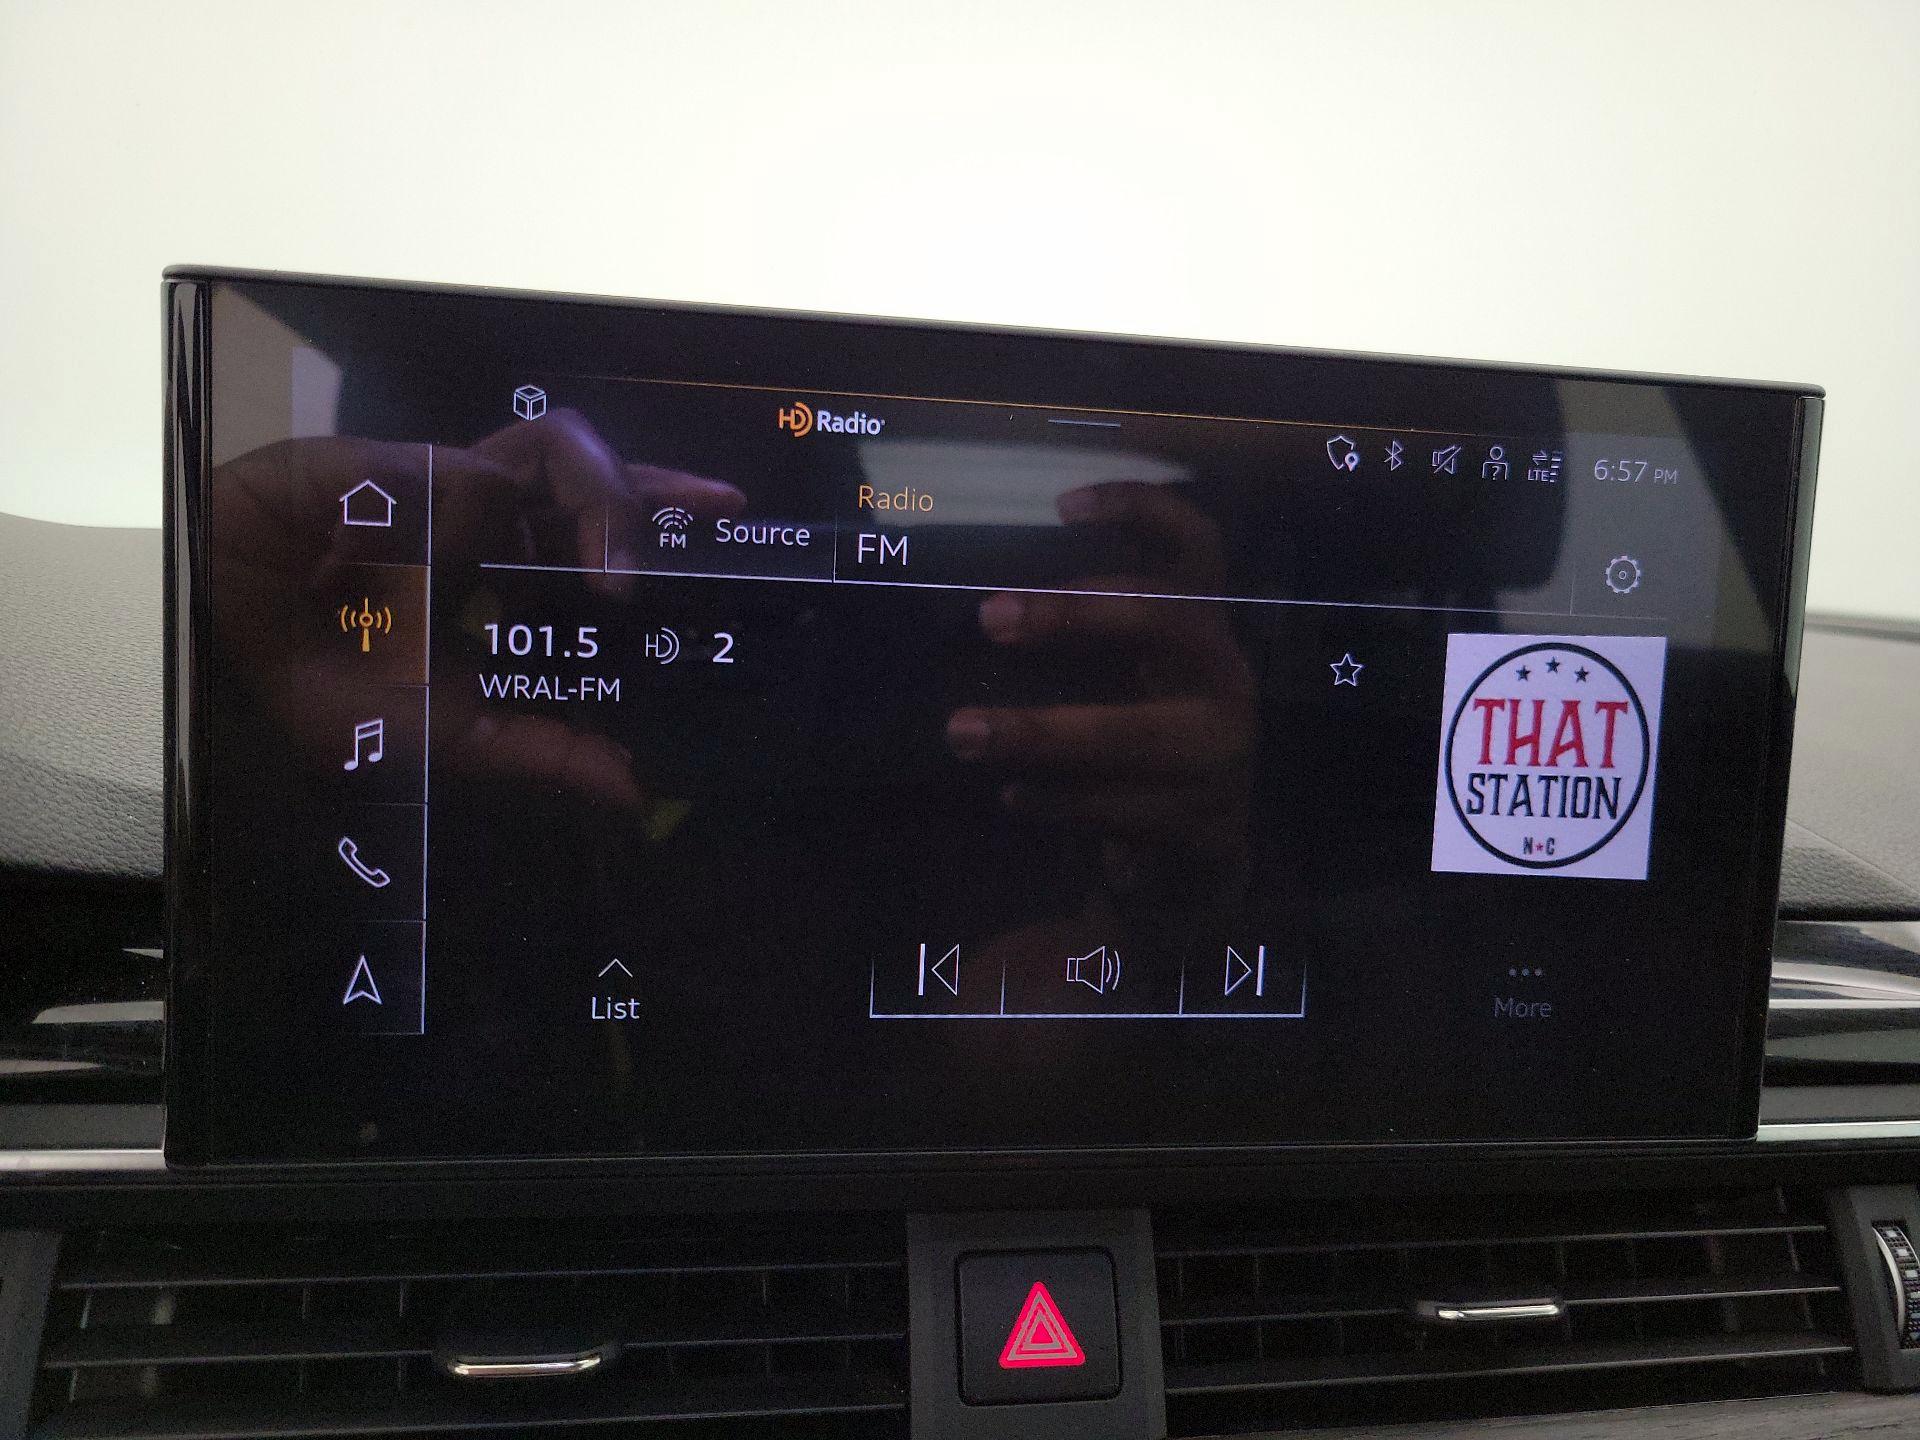 HD Radio
LTE
6:57 PM
FM
Source
Radio
FM
101.5 HD 2
WRAL-FM
THAT
STATION
N★C
List
More